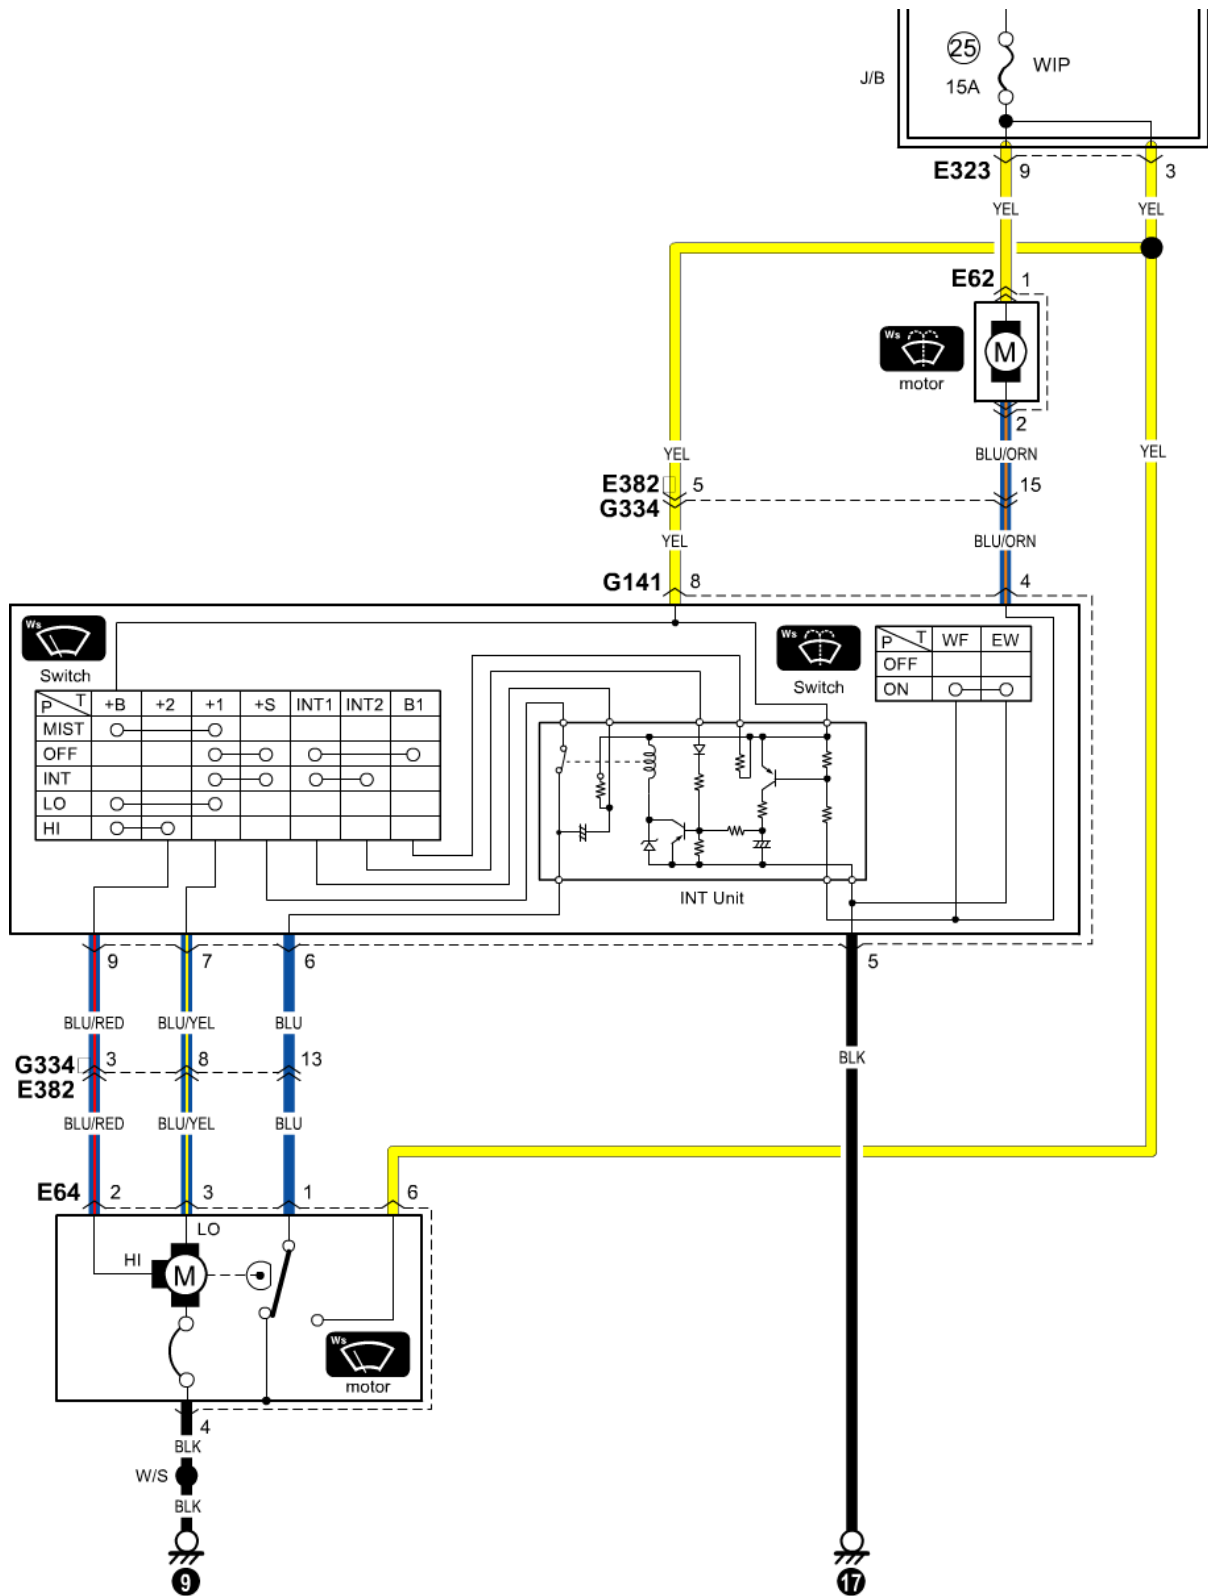 25
15A
WIP
J/B
E323 9 3
YEL YEL
E62 1
Ws
M
motor
2
YEL BLU/ORN YEL
E382 5 15
G334
YEL BLU/ORN
G141 8 4
Ws
Switch
Ws
Switch
P T WF EW
OFF
ON
P T +B +2 +1 +S INT1 INT2 B1
MIST
OFF
INT
LO
HI
INT Unit
9 7 6 5
BLU/RED BLU/YEL BLU
BLK
G334 3 8 13
E382
BLU/RED BLU/YEL BLU
E64 2 3 1 6
LO
HI
M
Ws
motor
4
BLK
W/S
BLK
9 17